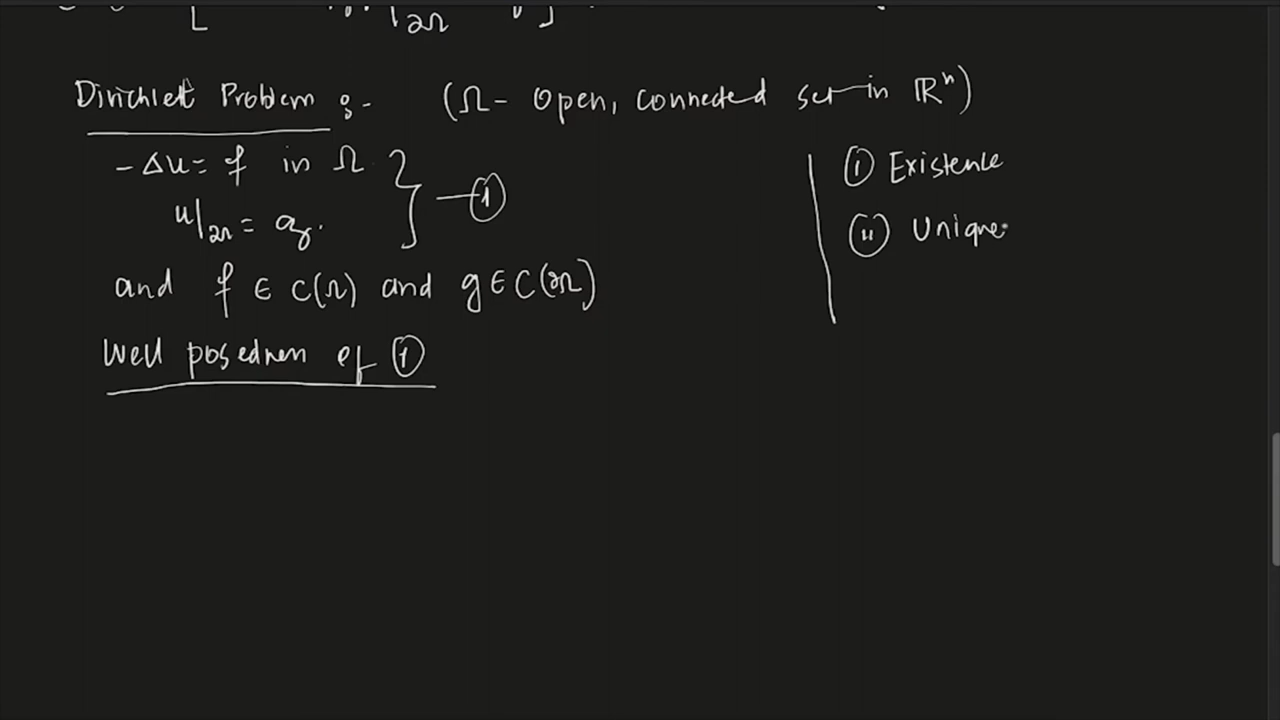 ∂Ω
Dirichlet Problem :- (Ω - Open, connected set in ℝⁿ)
- Δu = f in Ω
u|∂Ω = g.
} — ①
and f ∈ C(Ω) and g ∈ C(∂Ω)
Well posedness of ①
ⓘ Existence
ⓘⓘ Unique